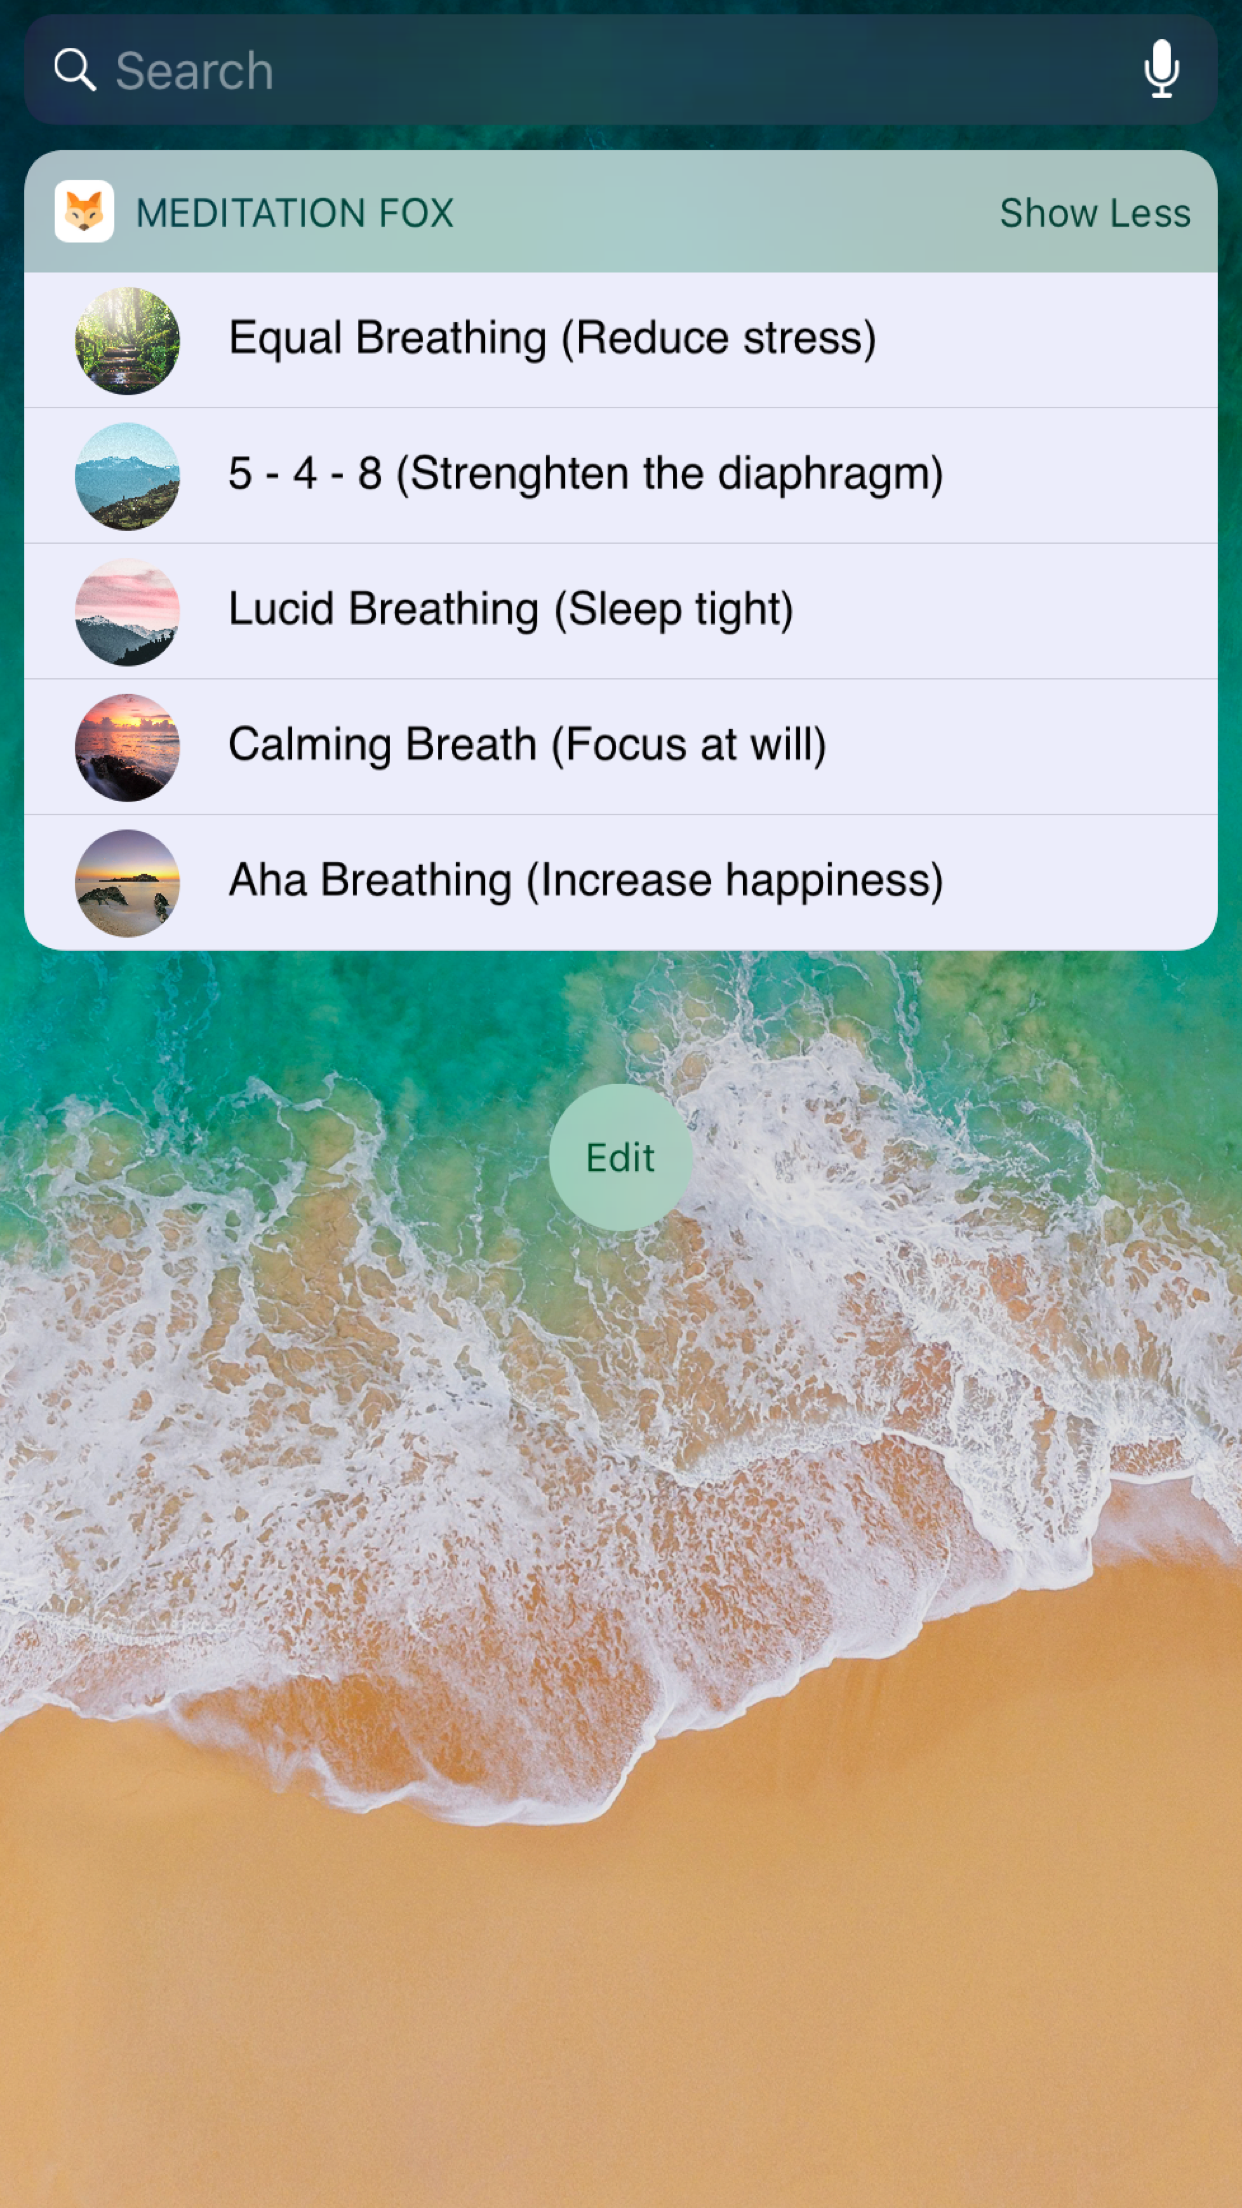 Search
MEDITATION FOX
Show Less
Equal Breathing (Reduce stress)
5 - 4 - 8 (Strenghten the diaphragm)
Lucid Breathing (Sleep tight)
Calming Breath (Focus at will)
Aha Breathing (Increase happiness)
Edit